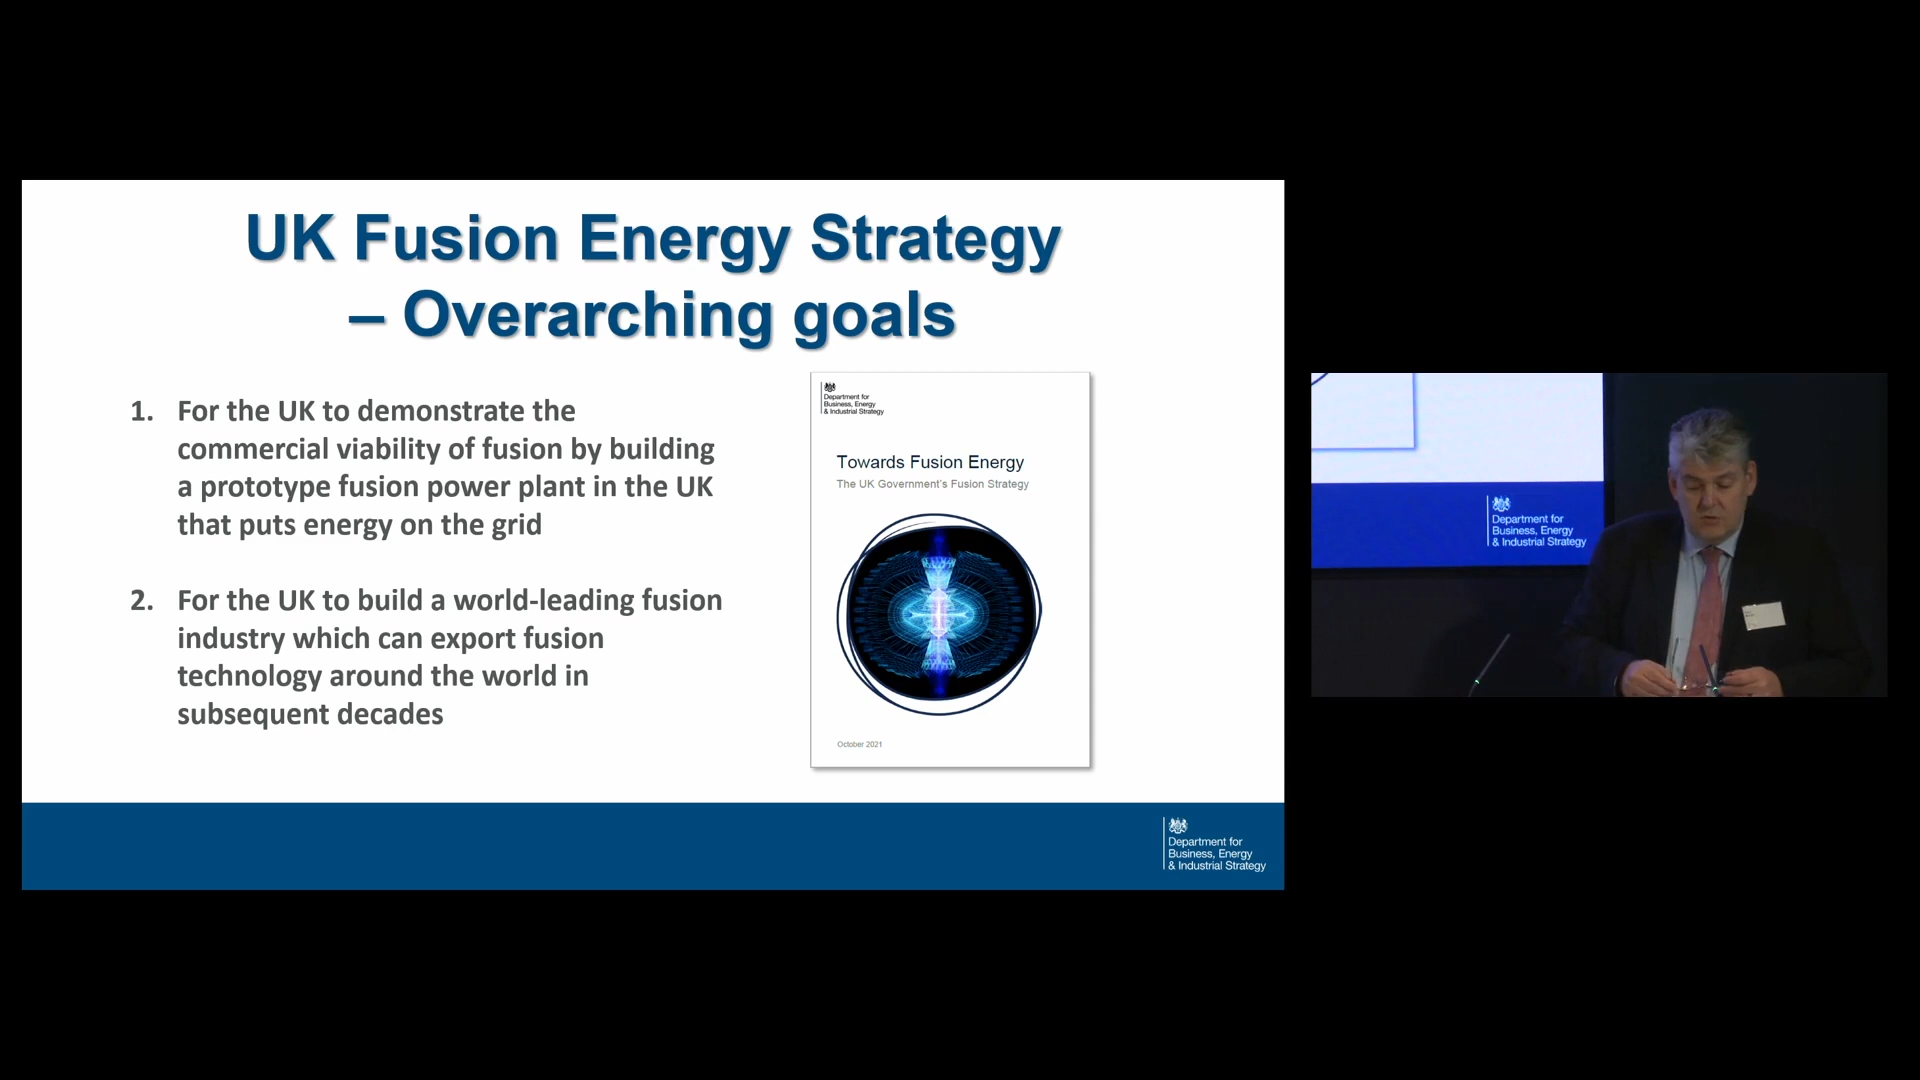 UK Fusion Energy Strategy
– Overarching goals
1. For the UK to demonstrate the
commercial viability of fusion by building
a prototype fusion power plant in the UK
that puts energy on the grid
2. For the UK to build a world-leading fusion
industry which can export fusion
technology around the world in
subsequent decades
Department for
Business, Energy
& Industrial Strategy
Towards Fusion Energy
The UK Government's Fusion Strategy
October 2021
Department for
Business, Energy
& Industrial Strategy
Department for
Business, Energy
& Industrial Strategy